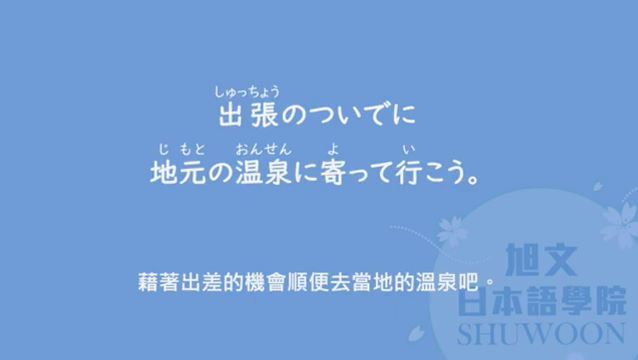 しゅっちょう
出張のついでに
じもと おんせん よ い
地元の温泉に寄って行こう。
藉著出差的機會順便去當地的溫泉吧。
旭文
日本語學院
SHUWOON